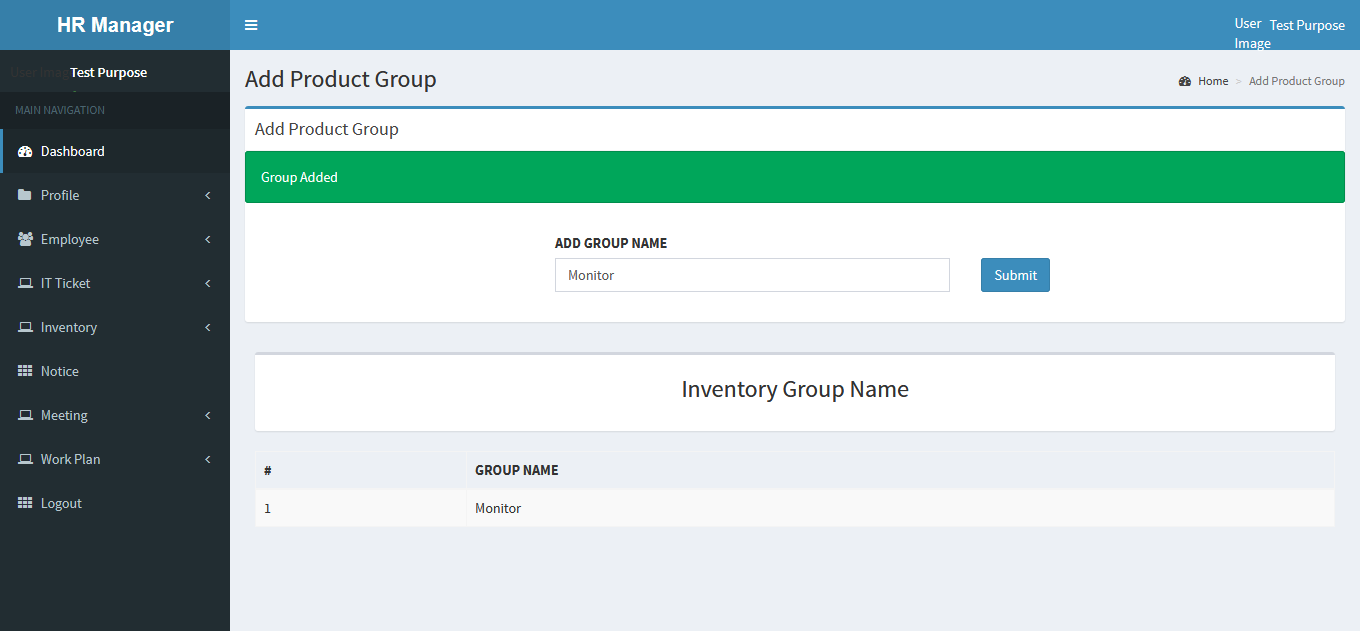 HR Manager
User Image
Test Purpose
User Image
Test Purpose
MAIN NAVIGATION
Dashboard
Profile
Employee
IT Ticket
Inventory
Notice
Meeting
Work Plan
Logout
Add Product Group
Home > Add Product Group
Add Product Group
Group Added
ADD GROUP NAME
Monitor
Submit
Inventory Group Name
# GROUP NAME
1 Monitor